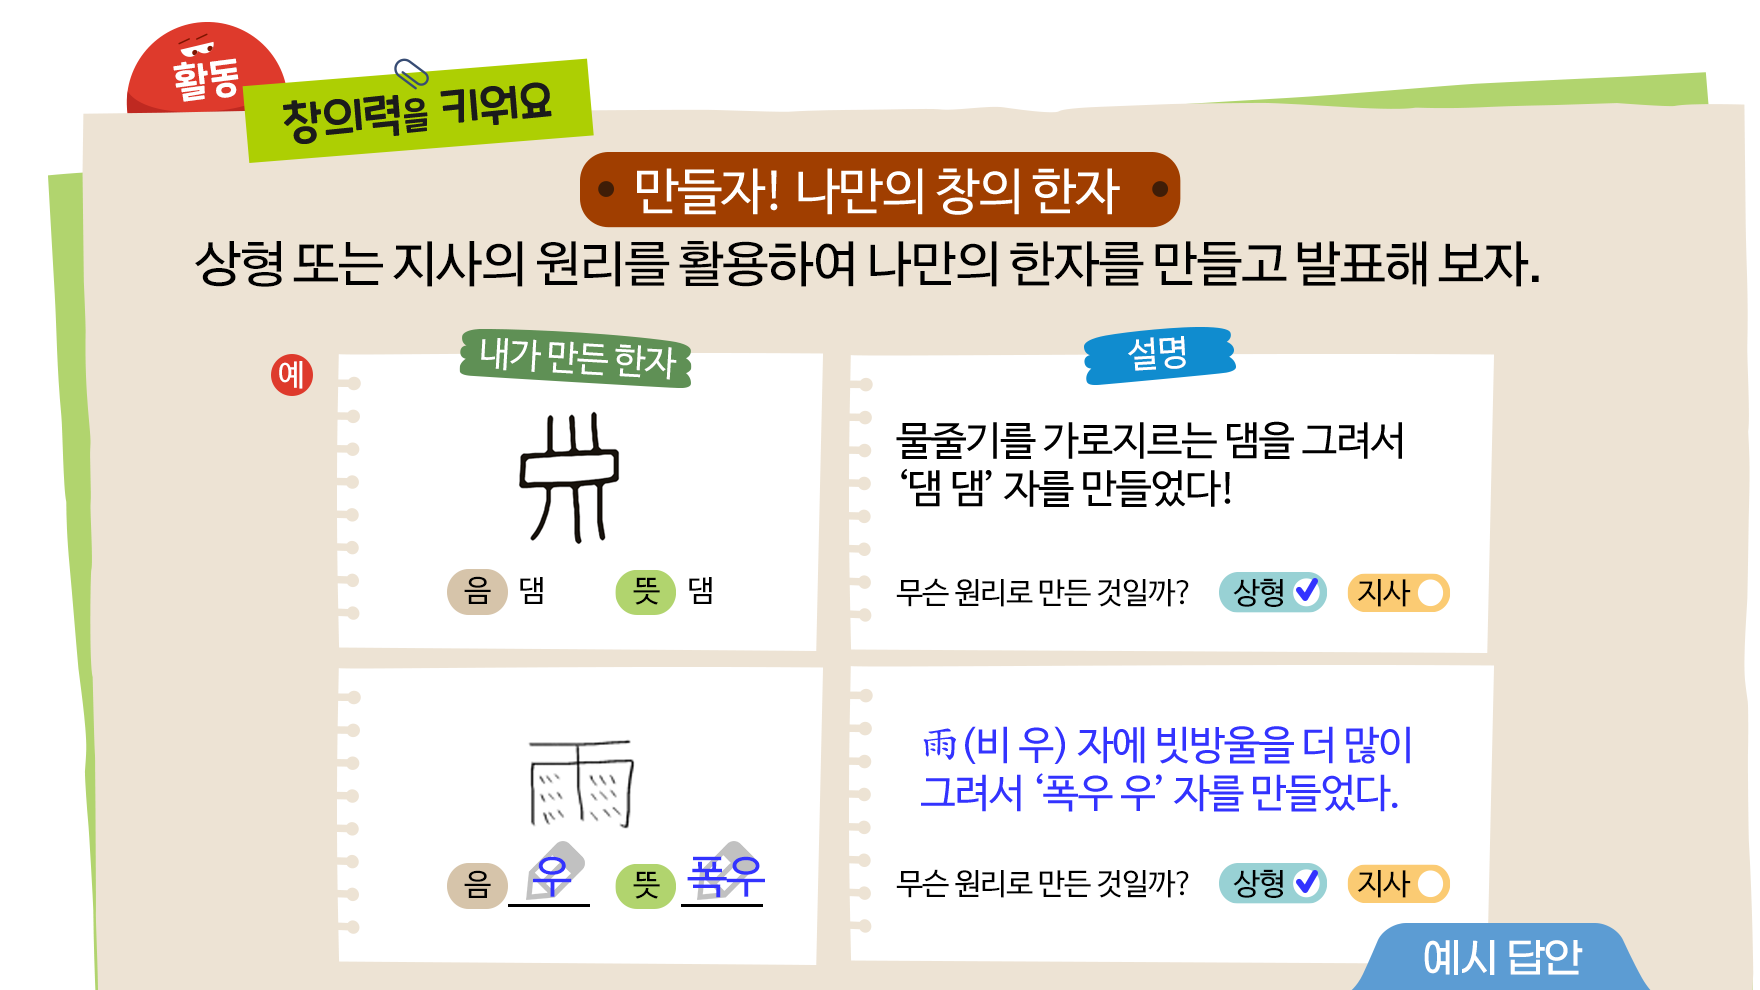 활동
창의력을 키워요
만들자! 나만의 창의 한자
상형 또는 지사의 원리를 활용하여 나만의 한자를 만들고 발표해 보자.
예
내가 만든 한자
음 댐 뜻 댐
설명
물줄기를 가로지르는 댐을 그려서
‘댐 댐’ 자를 만들었다!
무슨 원리로 만든 것일까? 상형 지사
음 우 뜻 폭우
雨(비 우) 자에 빗방울을 더 많이
그려서 ‘폭우 우’ 자를 만들었다.
무슨 원리로 만든 것일까? 상형 지사
예시 답안